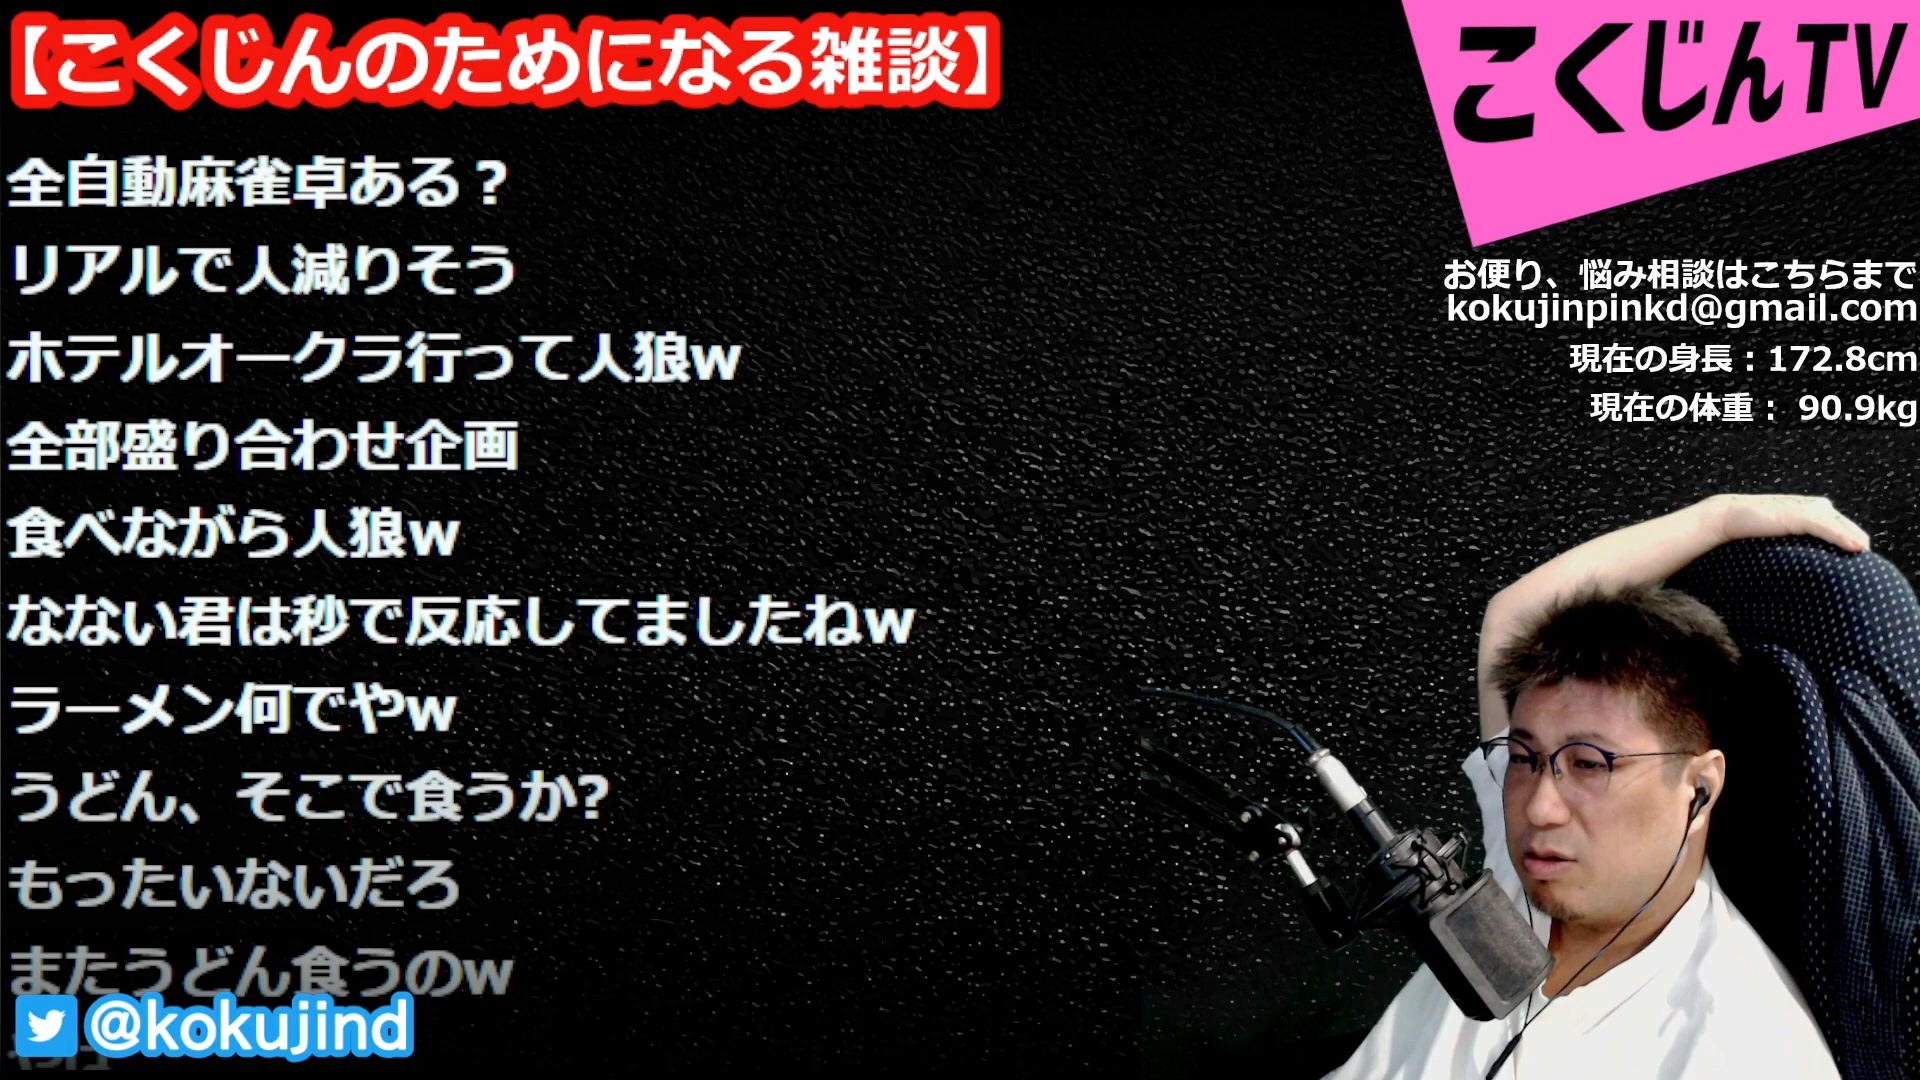 【こくじんのためになる雑談】
こくじんTV
お便り、悩み相談はこちらまで
kokujinpinkd@gmail.com
現在の身長：172.8cm
現在の体重： 90.9kg
全自動麻雀卓ある？
リアルで人減りそう
ホテルオークラ行って人狼w
全部盛り合わせ企画
食べながら人狼w
なない君は秒で反応してましたねw
ラーメン何でやw
うどん、そこで食うか?
もったいないだろ
またうどん食うのw
@kokujind